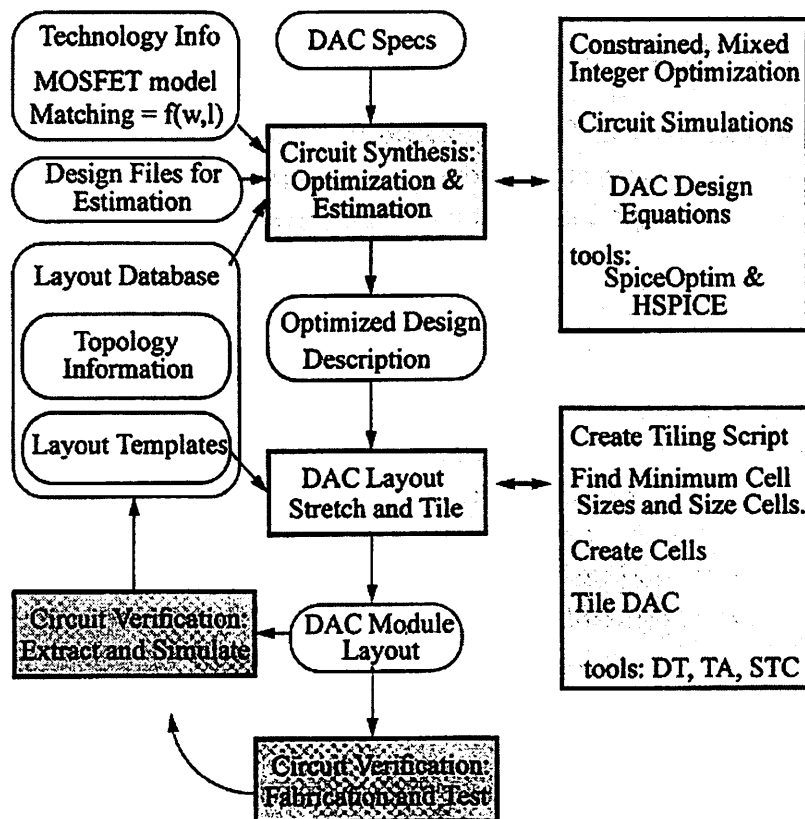 Technology Info
MOSFET model
Matching = f(w,l)
Design Files for
Estimation
Layout Database
Topology
Information
Layout Templates
Circuit Verification:
Extract and Simulate
DAC Specs
Circuit Synthesis:
Optimization &
Estimation
Optimized Design
Description
DAC Layout
Stretch and Tile
DAC Module
Layout
Circuit Verification:
Fabrication and Test
Constrained, Mixed
Integer Optimization
Circuit Simulations
DAC Design
Equations
tools:
SpiceOptim &
HSPICE
Create Tiling Script
Find Minimum Cell
Sizes and Size Cells.
Create Cells
Tile DAC
tools: DT, TA, STC